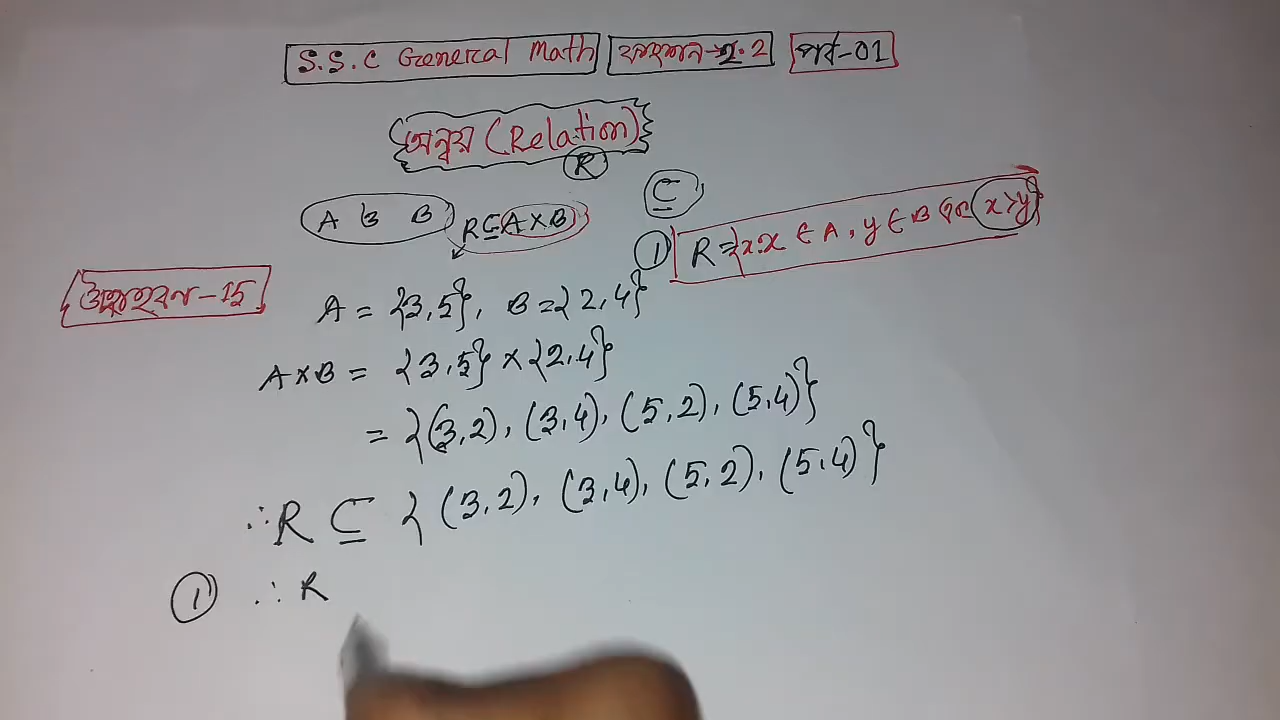 S.S.C General Math অনুশীলনী→2.2 পর্ব-01
অন্বয় (Relation)
R
A ও B R⊆A×B ⊆
① R={x:x ∈ A, y ∈ B এবং x>y}
উদাহরণ-15 A = {3,5}, B={2,4}
A×B = {3,5} × {2,4}
= {(3,2), (3,4), (5,2), (5,4)}
∴R ⊆ {(3,2), (3,4), (5,2), (5,4)}
① ∴ R